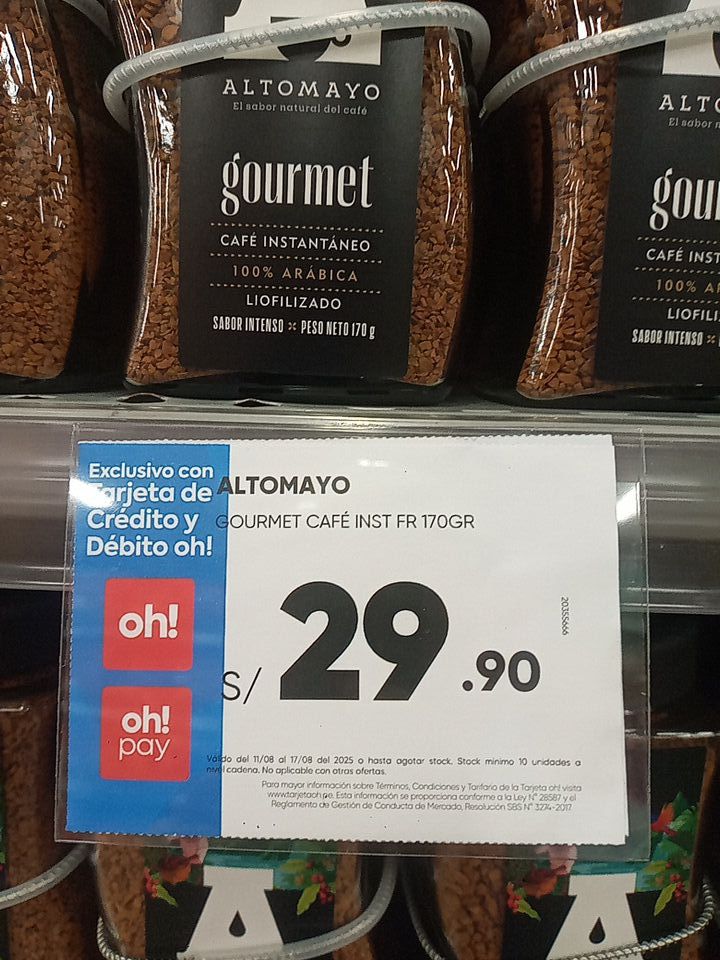 ALTOMAYO
El sabor natural del café
gourmet
CAFÉ INSTANTÁNEO
100% ARÁBICA
LIOFILIZADO
SABOR INTENSO × PESO NETO 170 g
ALTO
El sabor n
gour
CAFÉ INST
100% A
LIOFILI
SABOR INTENSO ×
Exclusivo con
Tarjeta de
Crédito y
Débito oh!
oh!
oh!
pay
ALTOMAYO
GOURMET CAFÉ INST FR 170GR
S/ 29.90
20355666
Válido del 11/08 al 17/08 del 2025 o hasta agotar stock. Stock mínimo 10 unidades a
nivel cadena. No aplicable con otras ofertas.
Para mayor información sobre Términos, Condiciones y Tarifario de la Tarjeta oh! visita
www.tarjetaoh.pe. Esta información se proporciona conforme a la Ley N° 28587 y el
Reglamento de Gestión de Conducta de Mercado, Resolución SBS N° 3274-2017.